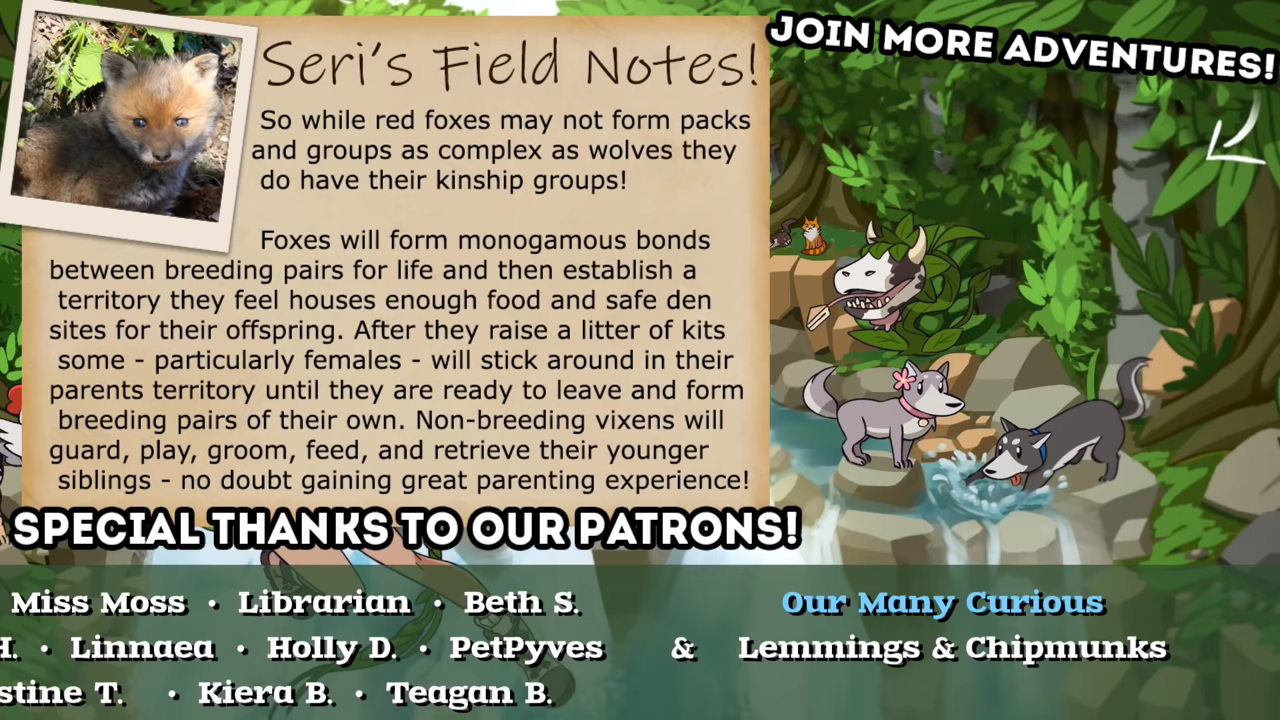 Seri's Field Notes!
JOIN MORE ADVENTURES!
So while red foxes may not form packs
and groups as complex as wolves they
do have their kinship groups!
Foxes will form monogamous bonds
between breeding pairs for life and then establish a
territory they feel houses enough food and safe den
sites for their offspring. After they raise a litter of kits
some - particularly females - will stick around in their
parents territory until they are ready to leave and form
breeding pairs of their own. Non-breeding vixens will
guard, play, groom, feed, and retrieve their younger
siblings - no doubt gaining great parenting experience!
SPECIAL THANKS TO OUR PATRONS!
Miss Moss • Librarian • Beth S. Our Many Curious
H. • Linnaea • Holly D. • PetPyves & Lemmings & Chipmunks
stine T. • Kiera B. • Teagan B.